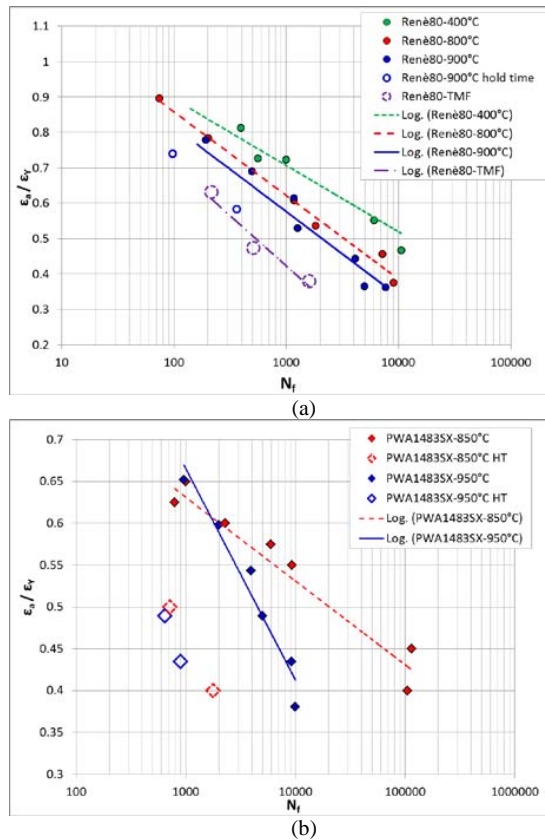 Renè80-400°C
Renè80-800°C
Renè80-900°C
Renè80-900°C hold time
Renè80-TMF
Log. (Renè80-400°C)
Log. (Renè80-800°C)
Log. (Renè80-900°C)
Log. (Renè80-TMF)
1
0.9
0.8
0.7
0.6
0.5
0.4
0.3
0.2
εa / εY
10 100 1000 10000 100000
Nf
(a)
PWA1483SX-850°C
PWA1483SX-850°C HT
PWA1483SX-950°C
PWA1483SX-950°C HT
Log. (PWA1483SX-850°C)
Log. (PWA1483SX-950°C)
0.7
0.65
0.6
0.55
0.5
0.45
0.4
0.35
0.3
εa / εY
1000 10000 100000 1000000
Nf
(b)